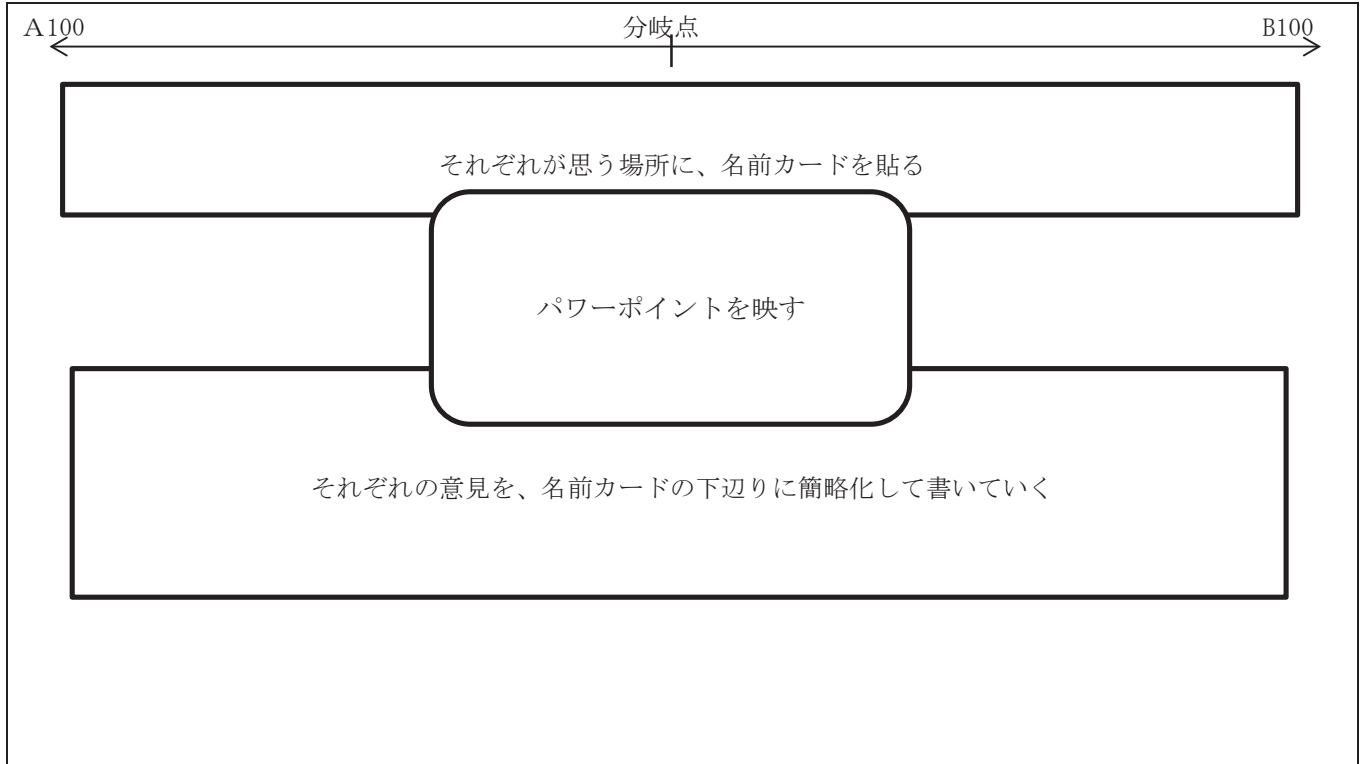 A100
分岐点
B100
それぞれが思う場所に、名前カードを貼る
パワーポイントを映す
それぞれの意見を、名前カードの下辺りに簡略化して書いていく